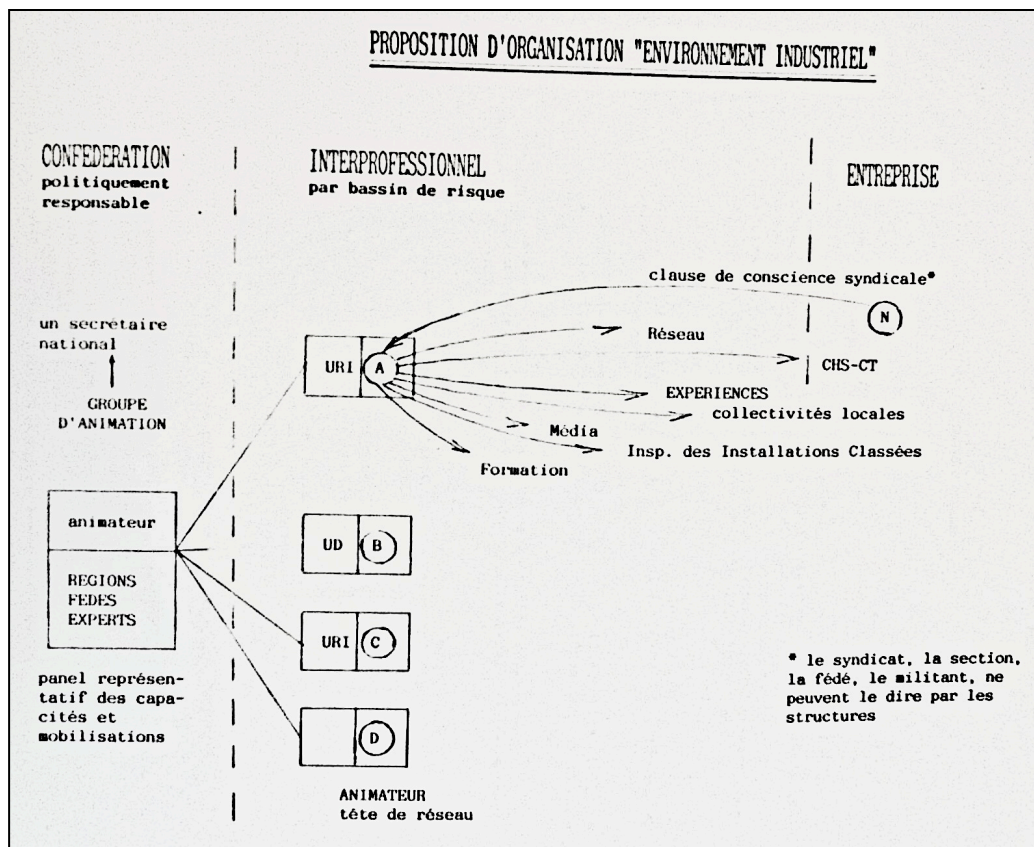 PROPOSITION D'ORGANISATION "ENVIRONNEMENT INDUSTRIEL"
CONFEDERATION
politiquement
responsable
INTERPROFESSIONNEL
par bassin de risque
ENTREPRISE
clause de conscience syndicale*
N
un secrétaire
national
GROUPE
D'ANIMATION
URI
A
Réseau
CHS-CT
EXPERIENCES
collectivités locales
Média
Insp. des Installations Classées
Formation
animateur
REGIONS
FEDES
EXPERTS
panel représen-
tatif des capa-
cités et
mobilisations
UD
B
URI
C
D
ANIMATEUR
téte de réseau
* le syndicat, la section,
la fédé, le militant, ne
peuvent le dire par les
structures